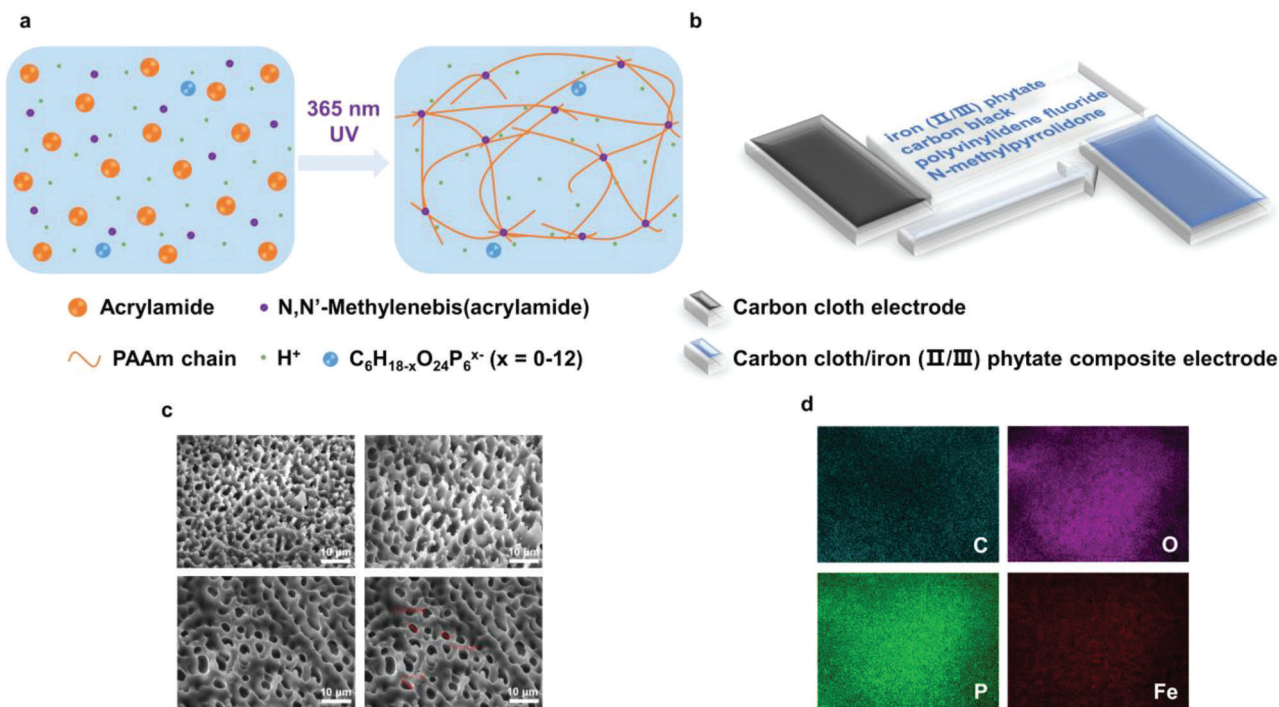 a
365 nm
UV
Acrylamide
N,N’-Methylenebis(acrylamide)
PAAm chain
H⁺
C₆H₁₈₋ₓO₂₄P₆ˣ⁻ (x = 0-12)
b
iron (Ⅱ/Ⅲ) phytate
carbon black
polyvinylidene fluoride
N-methylpyrrolidone
Carbon cloth electrode
Carbon cloth/iron (Ⅱ/Ⅲ) phytate composite electrode
c
10 μm
10 μm
10 μm
10 μm
d
C
O
P
Fe